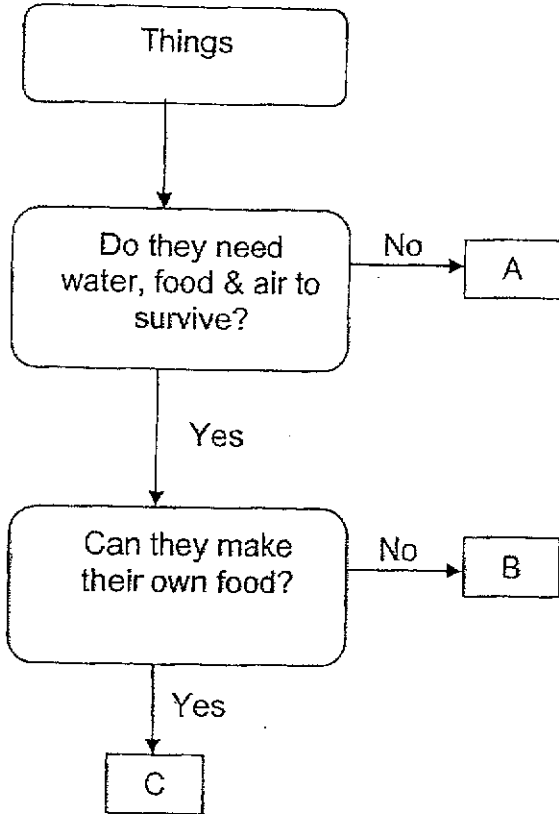 Things
Do they need
water, food & air to
survive?
No
A
Yes
Can they make
their own food?
No
B
Yes
C